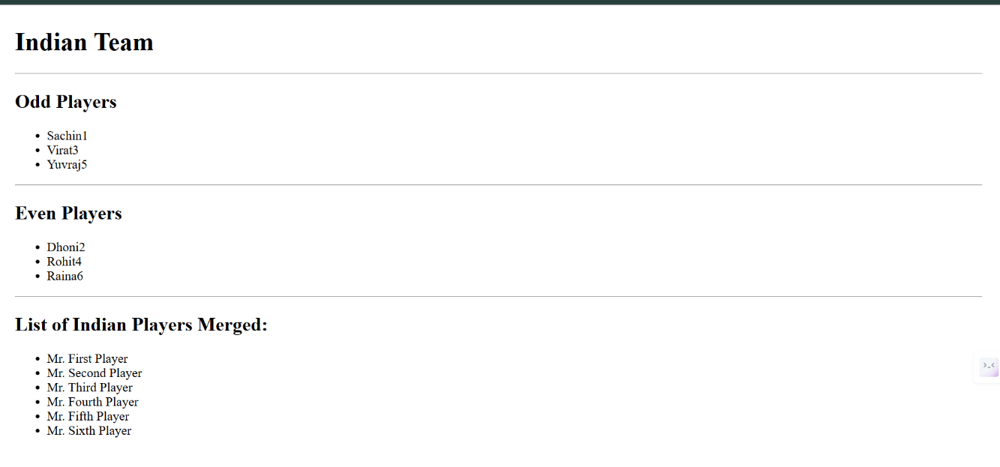 Indian Team
Odd Players
Sachin1
Virat3
Yuvraj5
Even Players
Dhoni2
Rohit4
Raina6
List of Indian Players Merged:
Mr. First Player
Mr. Second Player
Mr. Third Player
Mr. Fourth Player
Mr. Fifth Player
Mr. Sixth Player